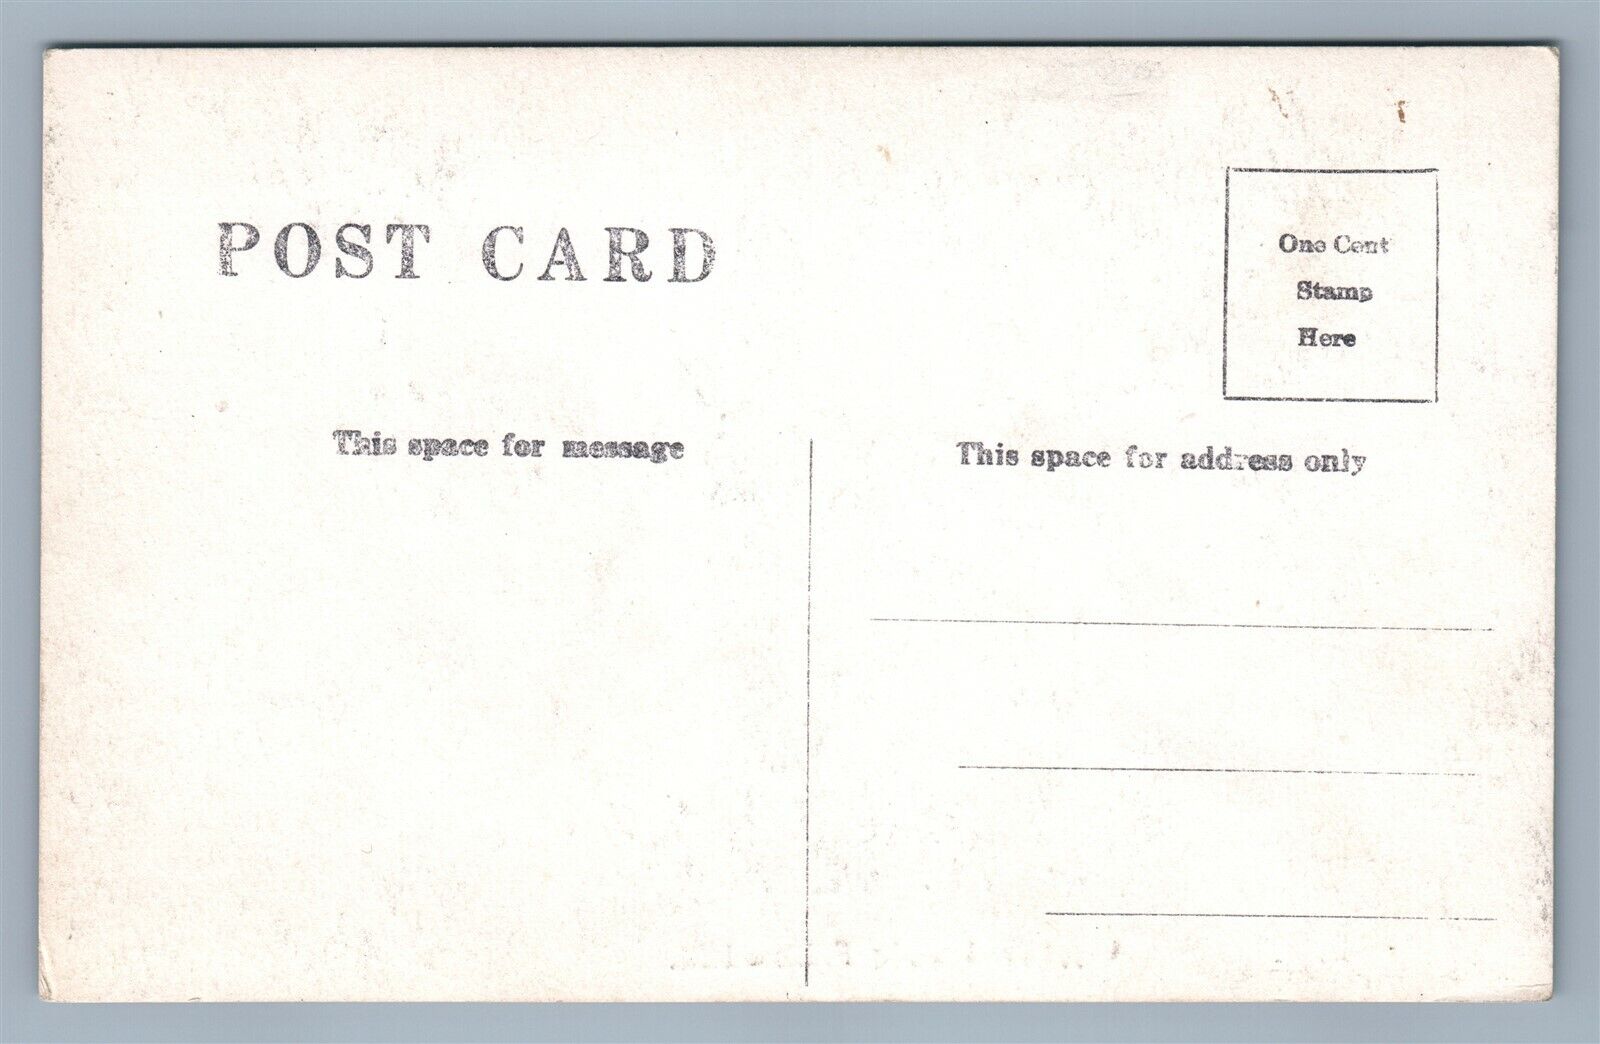 POST CARD
One Cent
Stamp
Here
This space for message
This space for address only